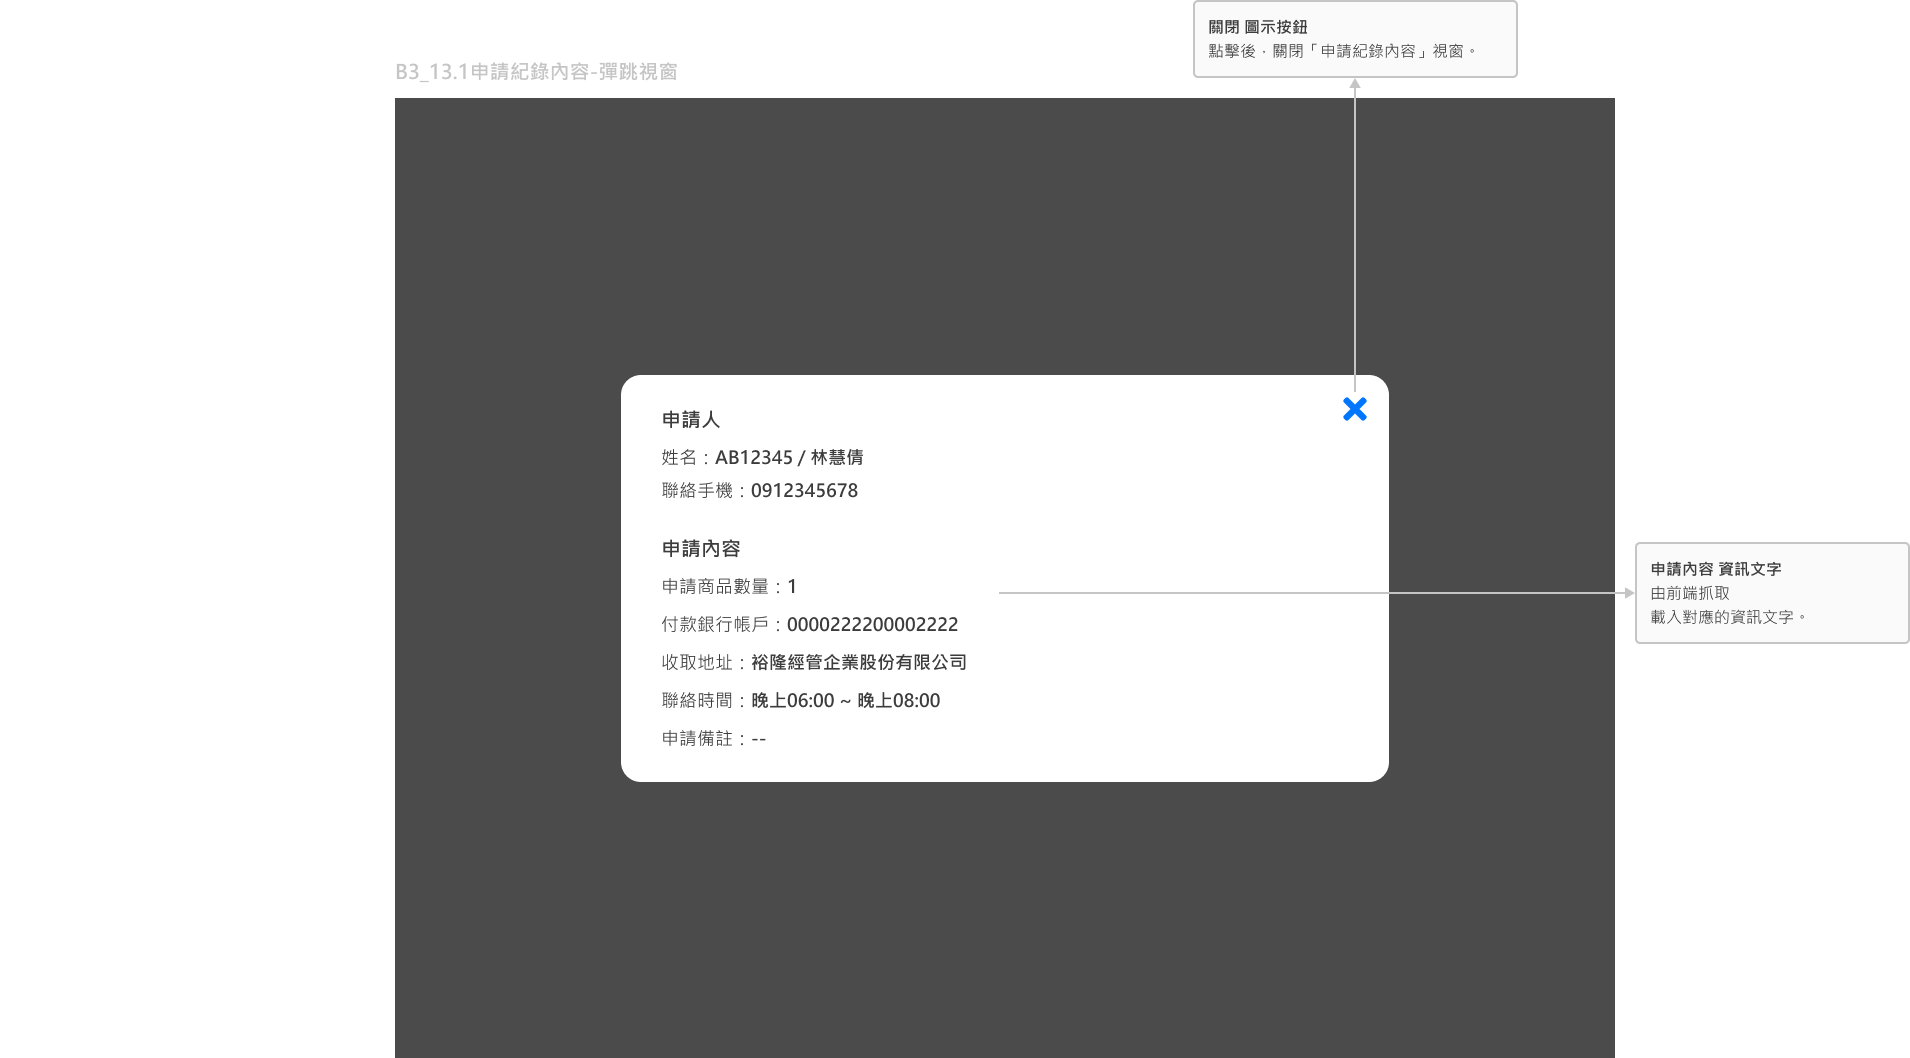 關閉 圖示按鈕
點擊後，關閉「申請紀錄內容」視窗。
B3_13.1申請紀錄內容-彈跳視窗
申請人
姓名：AB12345 / 林慧倩
聯絡手機：0912345678
申請內容
申請商品數量：1
付款銀行帳戶：0000222200002222
收取地址：裕隆經管企業股份有限公司
聯絡時間：晚上06:00 ~ 晚上08:00
申請備註：--
申請內容 資訊文字
由前端抓取
載入對應的資訊文字。